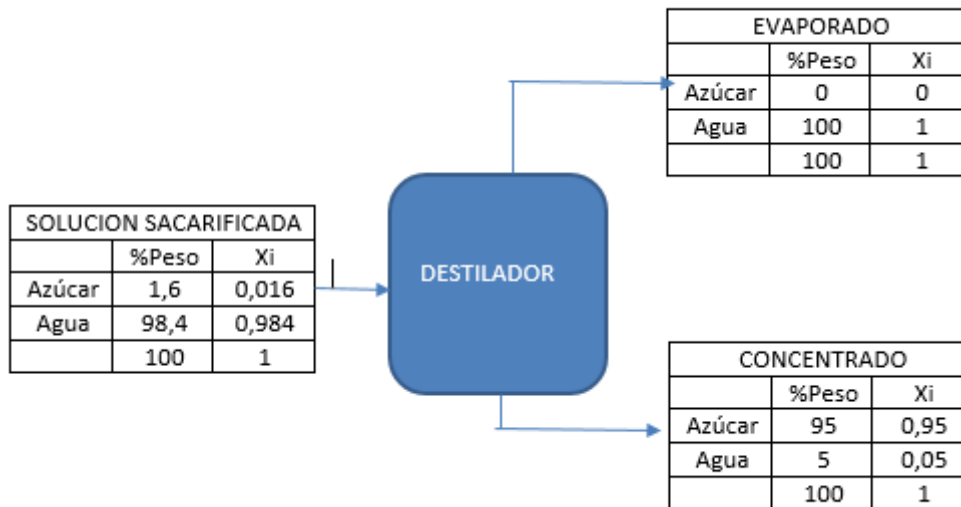 EVAPORADO
%Peso Xi
Azúcar 0 0
Agua 100 1
100 1
SOLUCION SACARIFICADA
%Peso Xi
Azúcar 1,6 0,016
Agua 98,4 0,984
100 1
DESTILADOR
CONCENTRADO
%Peso Xi
Azúcar 95 0,95
Agua 5 0,05
100 1